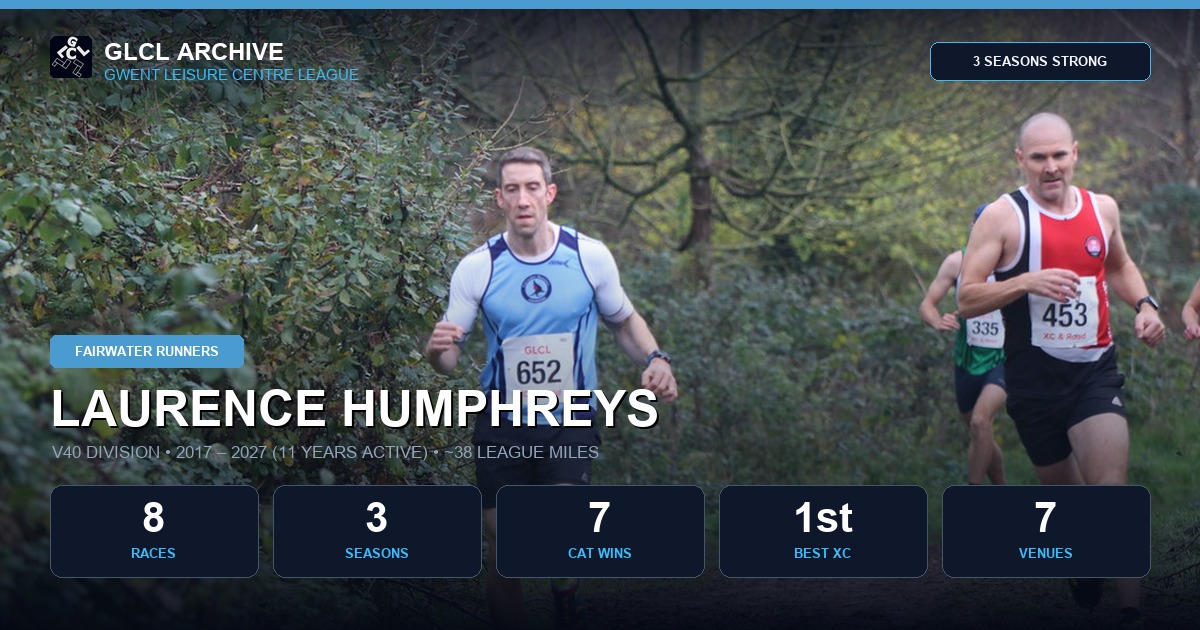 GLCL ARCHIVE
GWENT LEISURE CENTRE LEAGUE
3 SEASONS STRONG
335
453
XC & Road
FAIRWATER RUNNERS
GLCL
652
LAURENCE HUMPHREYS
V40 DIVISION • 2017 – 2027 (11 YEARS ACTIVE) • ~38 LEAGUE MILES
8
RACES
3
SEASONS
7
CAT WINS
1st
BEST XC
7
VENUES